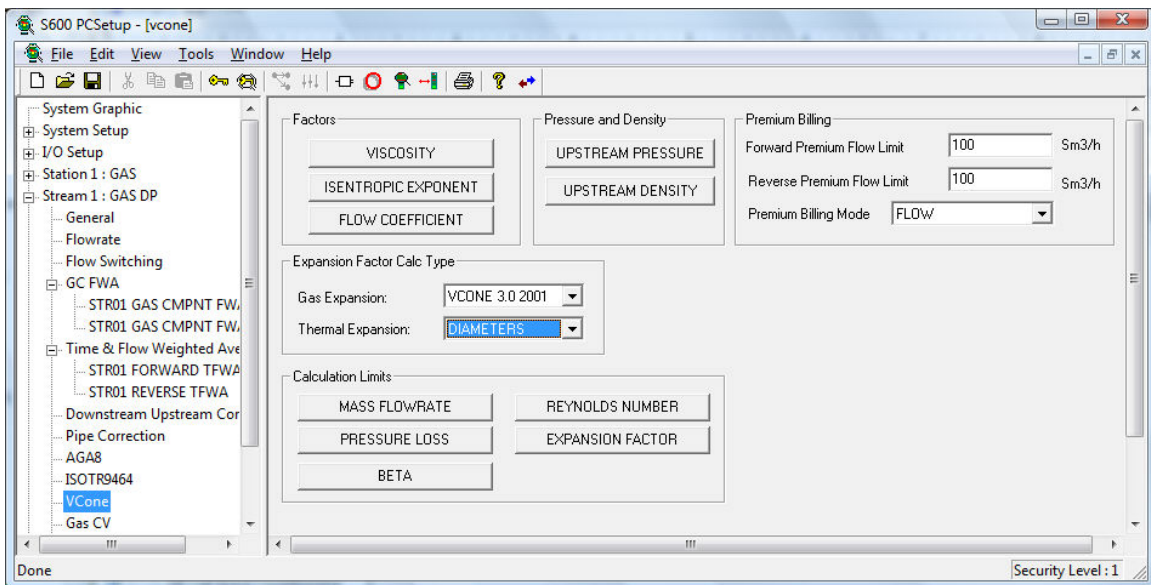 S600 PCSetup - [vcone]
File Edit View Tools Window Help
System Graphic
System Setup
I/O Setup
Station 1 : GAS
Stream 1 : GAS DP
General
Flowrate
Flow Switching
GC FWA
STR01 GAS CMPNT FW
STR01 GAS CMPNT FW
Time & Flow Weighted Ave
STR01 FORWARD TFWA
STR01 REVERSE TFWA
Downstream Upstream Cor
Pipe Correction
AGA8
ISOTR9464
VCone
Gas CV
Factors
VISCOSITY
ISENTROPIC EXPONENT
FLOW COEFFICIENT
Pressure and Density
UPSTREAM PRESSURE
UPSTREAM DENSITY
Premium Billing
Forward Premium Flow Limit 100 Sm3/h
Reverse Premium Flow Limit 100 Sm3/h
Premium Billing Mode FLOW
Expansion Factor Calc Type
Gas Expansion: VCONE 3.0 2001
Thermal Expansion: DIAMETERS
Calculation Limits
MASS FLOWRATE REYNOLDS NUMBER
PRESSURE LOSS EXPANSION FACTOR
BETA
Done Security Level : 1